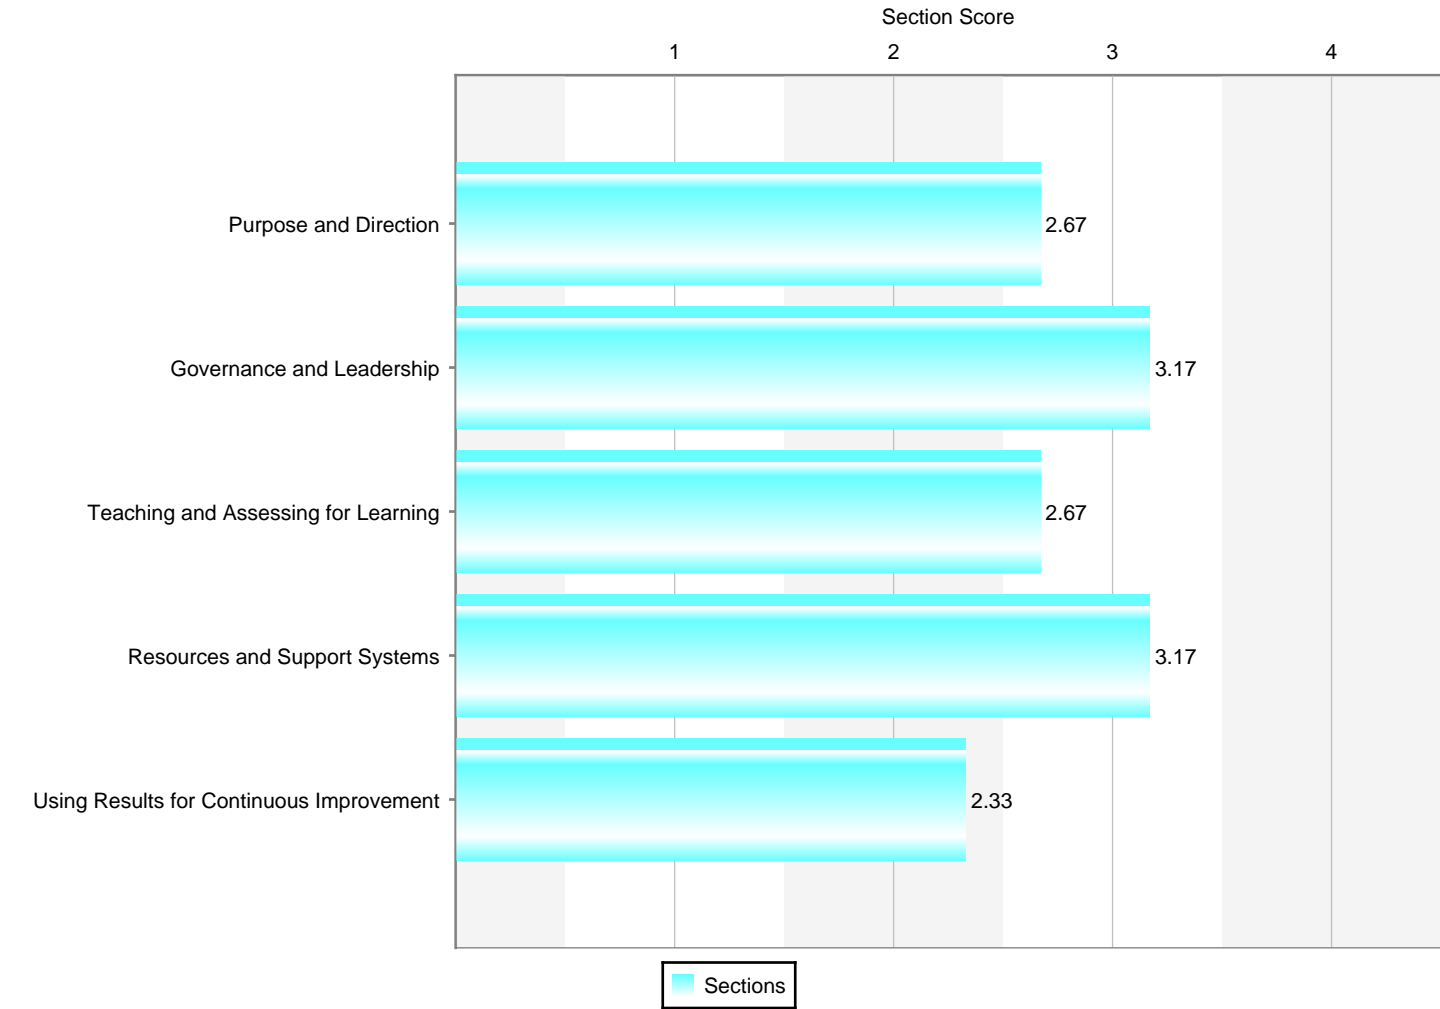 Section Score
1 2 3 4
Purpose and Direction 2.67
Governance and Leadership 3.17
Teaching and Assessing for Learning 2.67
Resources and Support Systems 3.17
Using Results for Continuous Improvement 2.33
Sections